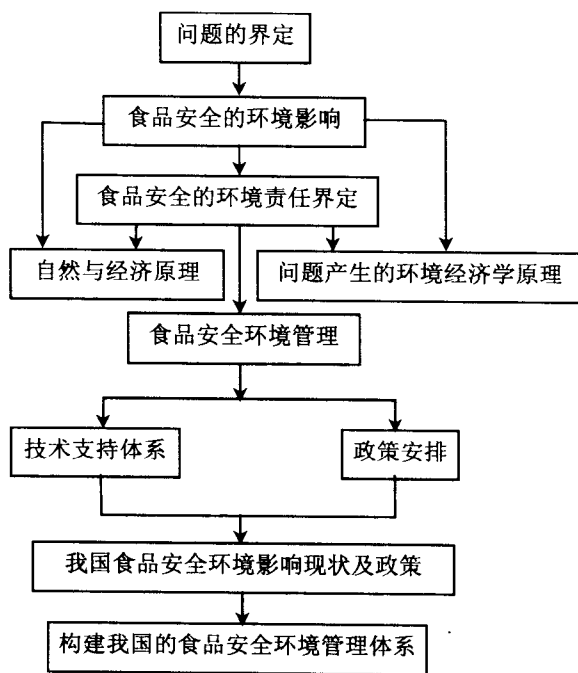 问题的界定
食品安全的环境影响
食品安全的环境责任界定
自然与经济原理
问题产生的环境经济学原理
食品安全环境管理
技术支持体系
政策安排
我国食品安全环境影响现状及政策
构建我国的食品安全环境管理体系